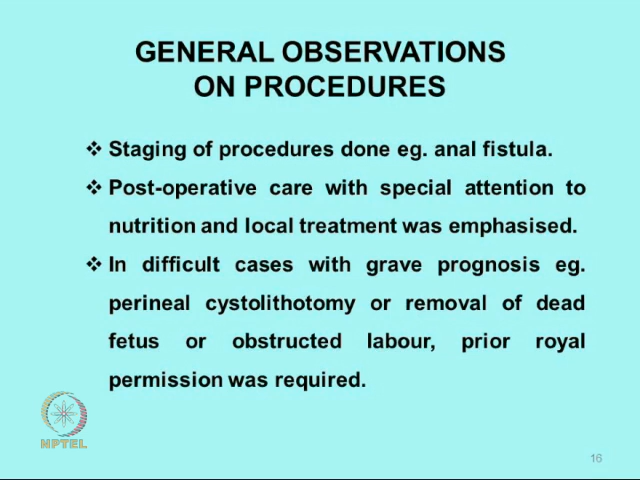 GENERAL OBSERVATIONS
ON PROCEDURES
❖ Staging of procedures done eg. anal fistula.
❖ Post-operative care with special attention to
nutrition and local treatment was emphasised.
❖ In difficult cases with grave prognosis eg.
perineal cystolithotomy or removal of dead
fetus or obstructed labour, prior royal
permission was required.
NPTEL
16